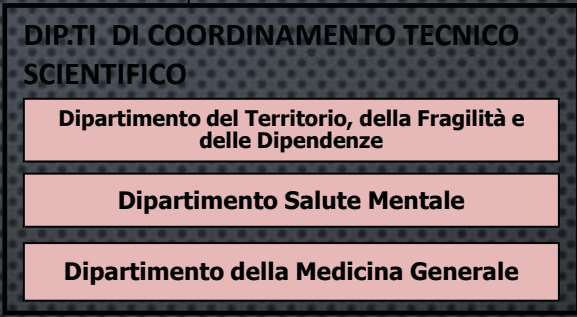 DIP.TI DI COORDINAMENTO TECNICO
SCIENTIFICO
Dipartimento del Territorio, della Fragilità e
delle Dipendenze
Dipartimento Salute Mentale
Dipartimento della Medicina Generale